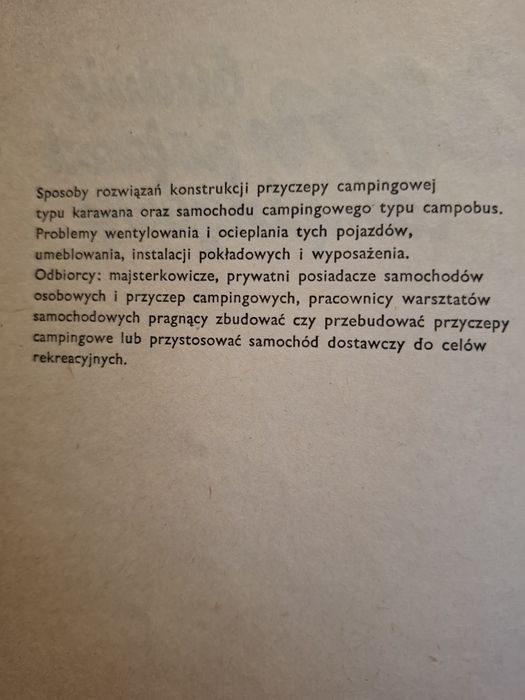 Sposoby rozwiązań konstrukcji przyczepy campingowej
typu karawana oraz samochodu campingowego typu campobus.
Problemy wentylowania i ocieplania tych pojazdów,
umeblowania, instalacji pokładowych i wyposażenia.
Odbiorcy: majsterkowicze, prywatni posiadacze samochodów
osobowych i przyczep campingowych, pracownicy warsztatów
samochodowych pragnący zbudować czy przebudować przyczepy
campingowe lub przystosować samochód dostawczy do celów
rekreacyjnych.